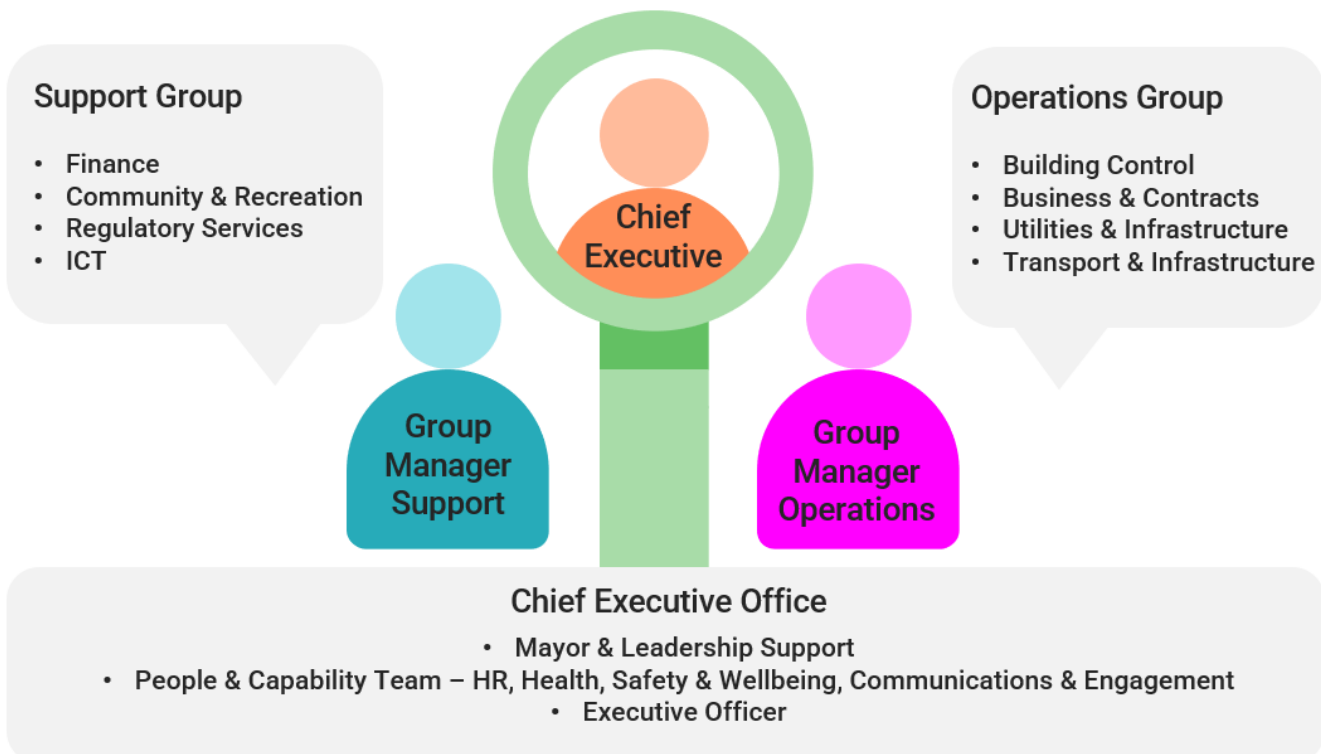 Support Group
• Finance
• Community & Recreation
• Regulatory Services
• ICT
Chief
Executive
Operations Group
• Building Control
• Business & Contracts
• Utilities & Infrastructure
• Transport & Infrastructure
Group
Manager
Support
Group
Manager
Operations
Chief Executive Office
• Mayor & Leadership Support
• People & Capability Team – HR, Health, Safety & Wellbeing, Communications & Engagement
• Executive Officer